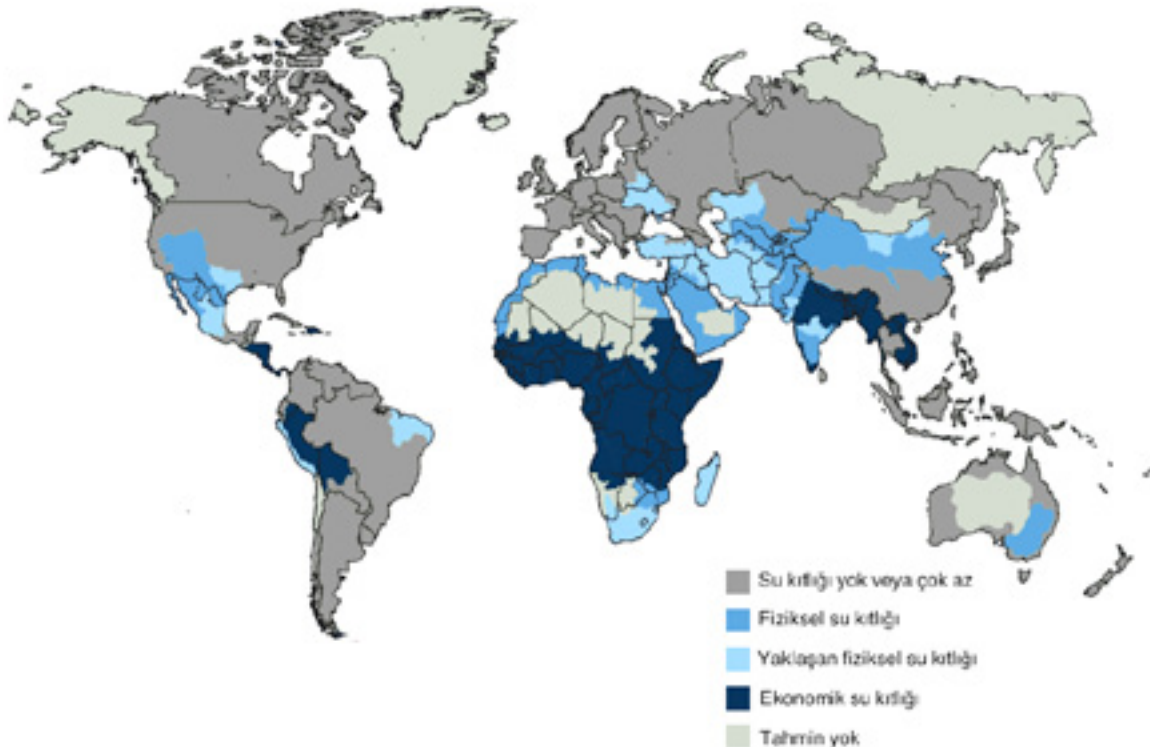 Su kıtlığı yok veya çok az
Fiziksel su kıtlığı
Yaklaşan fiziksel su kıtlığı
Ekonomik su kıtlığı
Tahmin yok